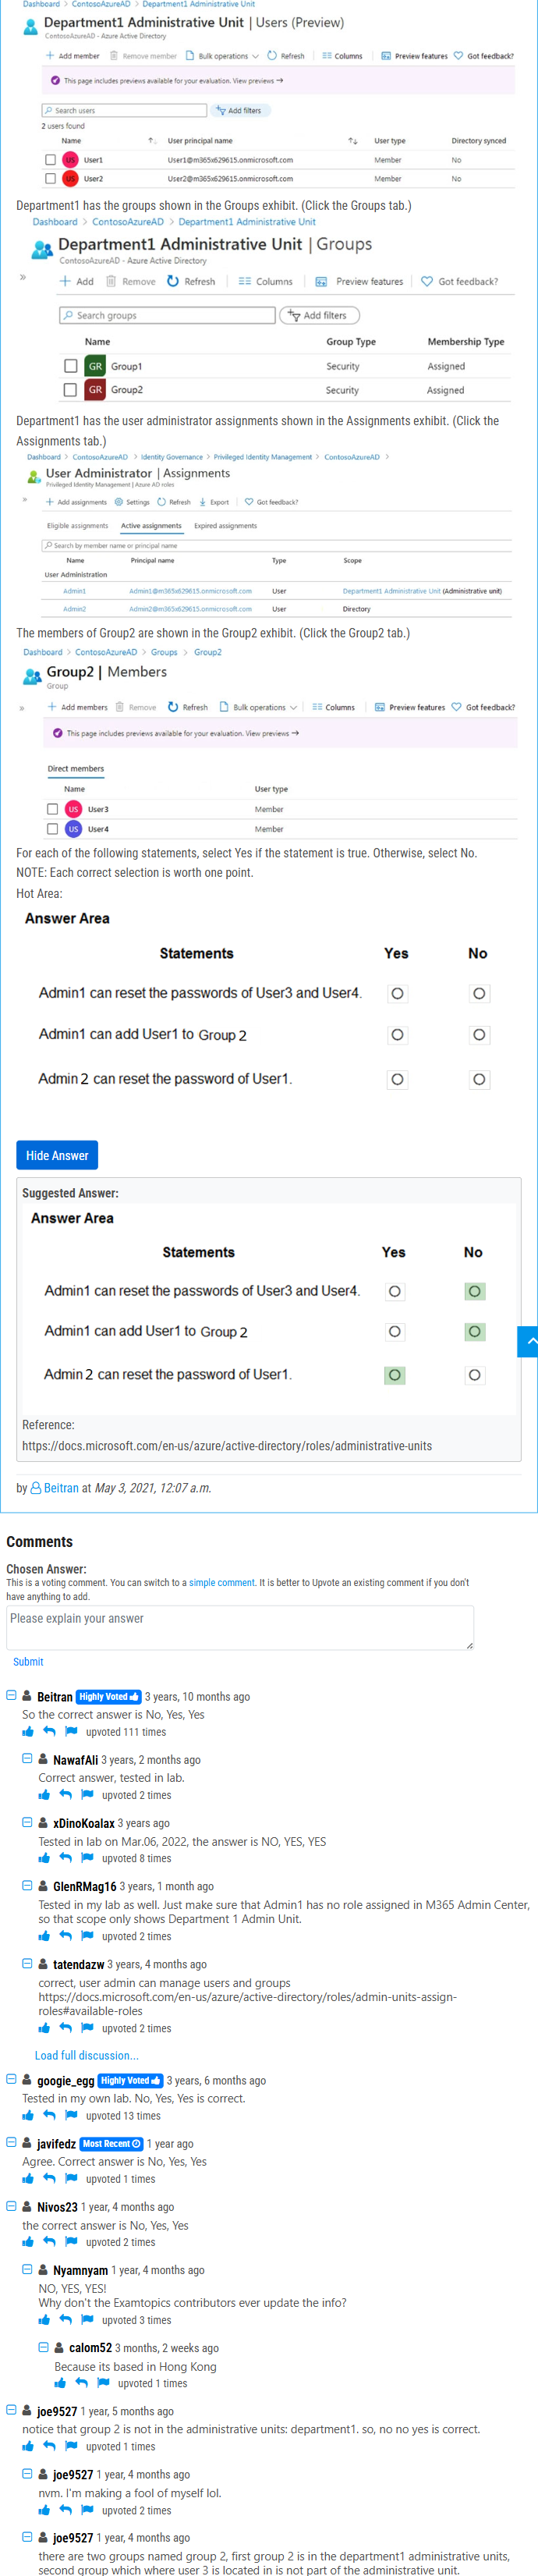 Dashboard > ContosoAzureAD > Department1 Administrative Unit
Department1 Administrative Unit | Users (Preview)
ContosoAzureAD - Azure Active Directory
+ Add member Remove member Bulk operations Refresh Columns Preview features Got feedback?
This page includes previews available for your evaluation. View previews →
Search users Add filters
2 users found
Name User principal name User type Directory synced
US User1 User1@m365x629615.onmicrosoft.com Member No
US User2 User2@m365x629615.onmicrosoft.com Member No
Department1 has the groups shown in the Groups exhibit. (Click the Groups tab.)
Dashboard > ContosoAzureAD > Department1 Administrative Unit
Department1 Administrative Unit | Groups
ContosoAzureAD - Azure Active Directory
» + Add Remove Refresh Columns Preview features Got feedback?
Search groups Add filters
Name Group Type Membership Type
GR Group1 Security Assigned
GR Group2 Security Assigned
Department1 has the user administrator assignments shown in the Assignments exhibit. (Click the
Assignments tab.)
Dashboard > ContosoAzureAD > Identity Governance > Privileged Identity Management > ContosoAzureAD >
User Administrator | Assignments
Privileged Identity Management | Azure AD roles
» + Add assignments Settings Refresh Export Got feedback?
Eligible assignments Active assignments Expired assignments
Search by member name or principal name
Name Principal name Type Scope
User Administration
Admin1 Admin1@m365x629615.onmicrosoft.com User Department1 Administrative Unit (Administrative unit)
Admin2 Admin2@m365x629615.onmicrosoft.com User Directory
The members of Group2 are shown in the Group2 exhibit. (Click the Group2 tab.)
Dashboard > ContosoAzureAD > Groups > Group2
Group2 | Members
Group
» + Add members Remove Refresh Bulk operations Columns Preview features Got feedback?
This page includes previews available for your evaluation. View previews →
Direct members
Name User type
US User3 Member
US User4 Member
For each of the following statements, select Yes if the statement is true. Otherwise, select No.
NOTE: Each correct selection is worth one point.
Hot Area:
Answer Area
Statements Yes No
Admin1 can reset the passwords of User3 and User4.
Admin1 can add User1 to Group 2
Admin 2 can reset the password of User1.
Hide Answer
Suggested Answer:
Answer Area
Statements Yes No
Admin1 can reset the passwords of User3 and User4.
Admin1 can add User1 to Group 2
Admin 2 can reset the password of User1.
Reference:
https://docs.microsoft.com/en-us/azure/active-directory/roles/administrative-units
by Beitran at May 3, 2021, 12:07 a.m.
Comments
Chosen Answer:
This is a voting comment. You can switch to a simple comment. It is better to Upvote an existing comment if you don't
have anything to add.
Please explain your answer
Submit
Beitran Highly Voted 3 years, 10 months ago
So the correct answer is No, Yes, Yes
upvoted 111 times
NawafAli 3 years, 2 months ago
Correct answer, tested in lab.
upvoted 2 times
xDinoKoalax 3 years ago
Tested in lab on Mar.06, 2022, the answer is NO, YES, YES
upvoted 8 times
GlenRMag16 3 years, 1 month ago
Tested in my lab as well. Just make sure that Admin1 has no role assigned in M365 Admin Center,
so that scope only shows Department 1 Admin Unit.
upvoted 2 times
tatendazw 3 years, 4 months ago
correct, user admin can manage users and groups
https://docs.microsoft.com/en-us/azure/active-directory/roles/admin-units-assign-
roles#available-roles
upvoted 2 times
Load full discussion...
googie_egg Highly Voted 3 years, 6 months ago
Tested in my own lab. No, Yes, Yes is correct.
upvoted 13 times
javifedz Most Recent 1 year ago
Agree. Correct answer is No, Yes, Yes
upvoted 1 times
Nivos23 1 year, 4 months ago
the correct answer is No, Yes, Yes
upvoted 2 times
Nyamnyam 1 year, 4 months ago
NO, YES, YES!
Why don't the Examtopics contributors ever update the info?
upvoted 3 times
calom52 3 months, 2 weeks ago
Because its based in Hong Kong
upvoted 1 times
joe9527 1 year, 5 months ago
notice that group 2 is not in the administrative units: department1. so, no no yes is correct.
upvoted 1 times
joe9527 1 year, 4 months ago
nvm. I'm making a fool of myself lol.
upvoted 2 times
joe9527 1 year, 4 months ago
there are two groups named group 2, first group 2 is in the department1 administrative units,
second group which where user 3 is located in is not part of the administrative unit.